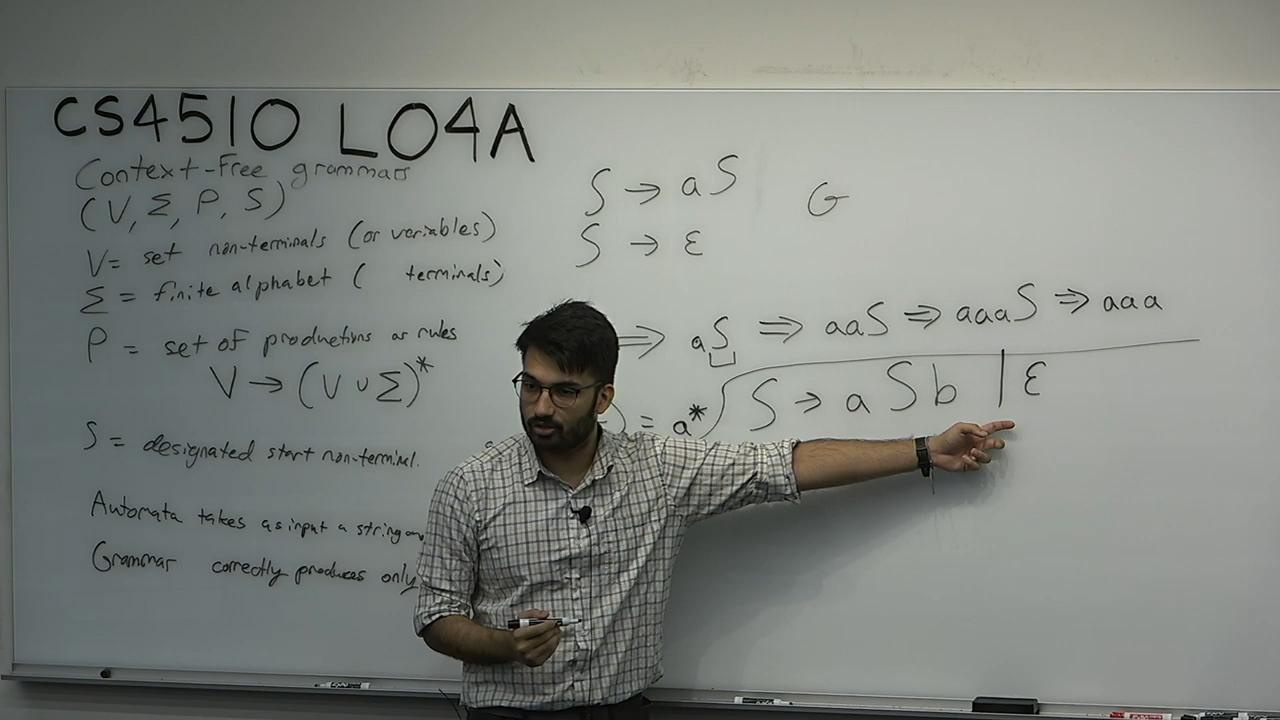 CS4510 L04A
Context-Free grammars
(V, Σ, P, S)
V= set non-terminals (or variables)
Σ = finite alphabet ( terminals)
P = set of productions or rules
V → (V ∪ Σ)*
S = designated start non-terminal.
Automata takes as input a string
Grammar correctly produces only
S → aS
S → ε
G
⇒ aS ⇒ aaS ⇒ aaaS ⇒ aaa
) = a*
S → a S b | ε